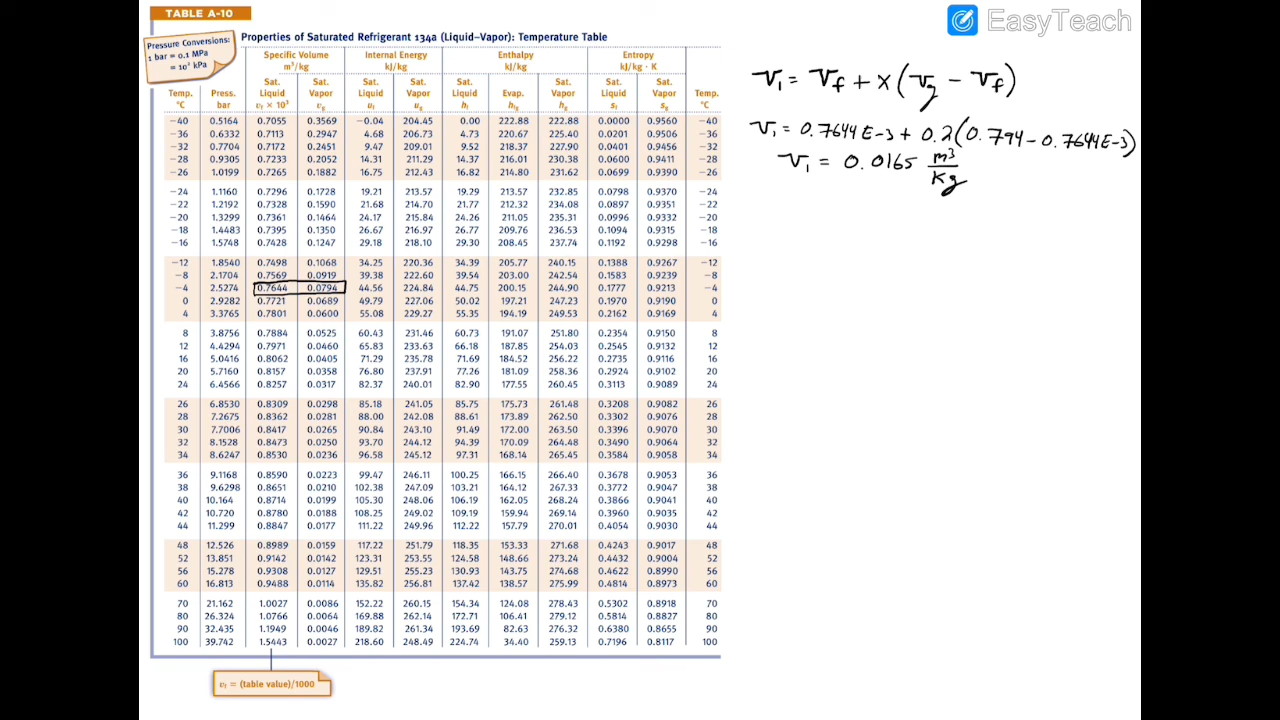 TABLE A-10
EasyTeach
Pressure Conversions:
1 bar = 0.1 MPa
= 10² kPa
Properties of Saturated Refrigerant 134a (Liquid–Vapor): Temperature Table
Specific Volume Internal Energy Enthalpy Entropy
m³/kg kJ/kg kJ/kg kJ/kg · K
Sat. Sat. Sat. Sat. Sat. Sat. Sat. Sat.
Temp. Press. Liquid Vapor Liquid Vapor Liquid Evap. Vapor Liquid Vapor Temp.
°C bar vf × 10³ vg uf ug hf hfg hg sf sg °C
−40 0.5164 0.7055 0.3569 −0.04 204.45 0.00 222.88 222.88 0.0000 0.9560 −40
−36 0.6332 0.7113 0.2947 4.68 206.73 4.73 220.67 225.40 0.0201 0.9506 −36
−32 0.7704 0.7172 0.2451 9.47 209.01 9.52 218.37 227.90 0.0401 0.9456 −32
−28 0.9305 0.7233 0.2052 14.31 211.29 14.37 216.01 230.38 0.0600 0.9411 −28
−26 1.0199 0.7265 0.1882 16.75 212.43 16.82 214.80 231.62 0.0699 0.9390 −26
−24 1.1160 0.7296 0.1728 19.21 213.57 19.29 213.57 232.85 0.0798 0.9370 −24
−22 1.2192 0.7328 0.1590 21.68 214.70 21.77 212.32 234.08 0.0897 0.9351 −22
−20 1.3299 0.7361 0.1464 24.17 215.84 24.26 211.05 235.31 0.0996 0.9332 −20
−18 1.4483 0.7395 0.1350 26.67 216.97 26.77 209.76 236.53 0.1094 0.9315 −18
−16 1.5748 0.7428 0.1247 29.18 218.10 29.30 208.45 237.74 0.1192 0.9298 −16
−12 1.8540 0.7498 0.1068 34.25 220.36 34.39 205.77 240.15 0.1388 0.9267 −12
−8 2.1704 0.7569 0.0919 39.38 222.60 39.54 203.00 242.54 0.1583 0.9239 −8
−4 2.5274 0.7644 0.0794 44.56 224.84 44.75 200.15 244.90 0.1777 0.9213 −4
0 2.9282 0.7721 0.0689 49.79 227.06 50.02 197.21 247.23 0.1970 0.9190 0
4 3.3765 0.7801 0.0600 55.08 229.27 55.35 194.19 249.53 0.2162 0.9169 4
8 3.8756 0.7884 0.0525 60.43 231.46 60.73 191.07 251.80 0.2354 0.9150 8
12 4.4294 0.7971 0.0460 65.83 233.63 66.18 187.85 254.03 0.2545 0.9132 12
16 5.0416 0.8062 0.0405 71.29 235.78 71.69 184.52 256.22 0.2735 0.9116 16
20 5.7160 0.8157 0.0358 76.80 237.91 77.26 181.09 258.36 0.2924 0.9102 20
24 6.4566 0.8257 0.0317 82.37 240.01 82.90 177.55 260.45 0.3113 0.9089 24
26 6.8530 0.8309 0.0298 85.18 241.05 85.75 175.73 261.48 0.3208 0.9082 26
28 7.2675 0.8362 0.0281 88.00 242.08 88.61 173.89 262.50 0.3302 0.9076 28
30 7.7006 0.8417 0.0265 90.84 243.10 91.49 172.00 263.50 0.3396 0.9070 30
32 8.1528 0.8473 0.0250 93.70 244.12 94.39 170.09 264.48 0.3490 0.9064 32
34 8.6247 0.8530 0.0236 96.58 245.12 97.31 168.14 265.45 0.3584 0.9058 34
36 9.1168 0.8590 0.0223 99.47 246.11 100.25 166.15 266.40 0.3678 0.9053 36
38 9.6298 0.8651 0.0210 102.38 247.09 103.21 164.12 267.33 0.3772 0.9047 38
40 10.164 0.8714 0.0199 105.30 248.06 106.19 162.05 268.24 0.3866 0.9041 40
42 10.720 0.8780 0.0188 108.25 249.02 109.19 159.94 269.14 0.3960 0.9035 42
44 11.299 0.8847 0.0177 111.22 249.96 112.22 157.79 270.01 0.4054 0.9030 44
48 12.526 0.8989 0.0159 117.22 251.79 118.35 153.33 271.68 0.4243 0.9017 48
52 13.851 0.9142 0.0142 123.31 253.55 124.58 148.66 273.24 0.4432 0.9004 52
56 15.278 0.9308 0.0127 129.51 255.23 130.93 143.75 274.68 0.4622 0.8990 56
60 16.813 0.9488 0.0114 135.82 256.81 137.42 138.57 275.99 0.4814 0.8973 60
70 21.162 1.0027 0.0086 152.22 260.15 154.34 124.08 278.43 0.5302 0.8918 70
80 26.324 1.0766 0.0064 169.88 262.14 172.71 106.41 279.12 0.5814 0.8827 80
90 32.435 1.1949 0.0046 189.82 261.34 193.69 82.63 276.32 0.6380 0.8655 90
100 39.742 1.5443 0.0027 218.60 248.49 224.74 34.40 259.13 0.7196 0.8117 100
vf = (table value)/1000
v₁ = vf + x(vg − vf)
v₁ = 0.7644E-3 + 0.2(0.794 − 0.7644E-3)
v₁ = 0.0165 m³/kg